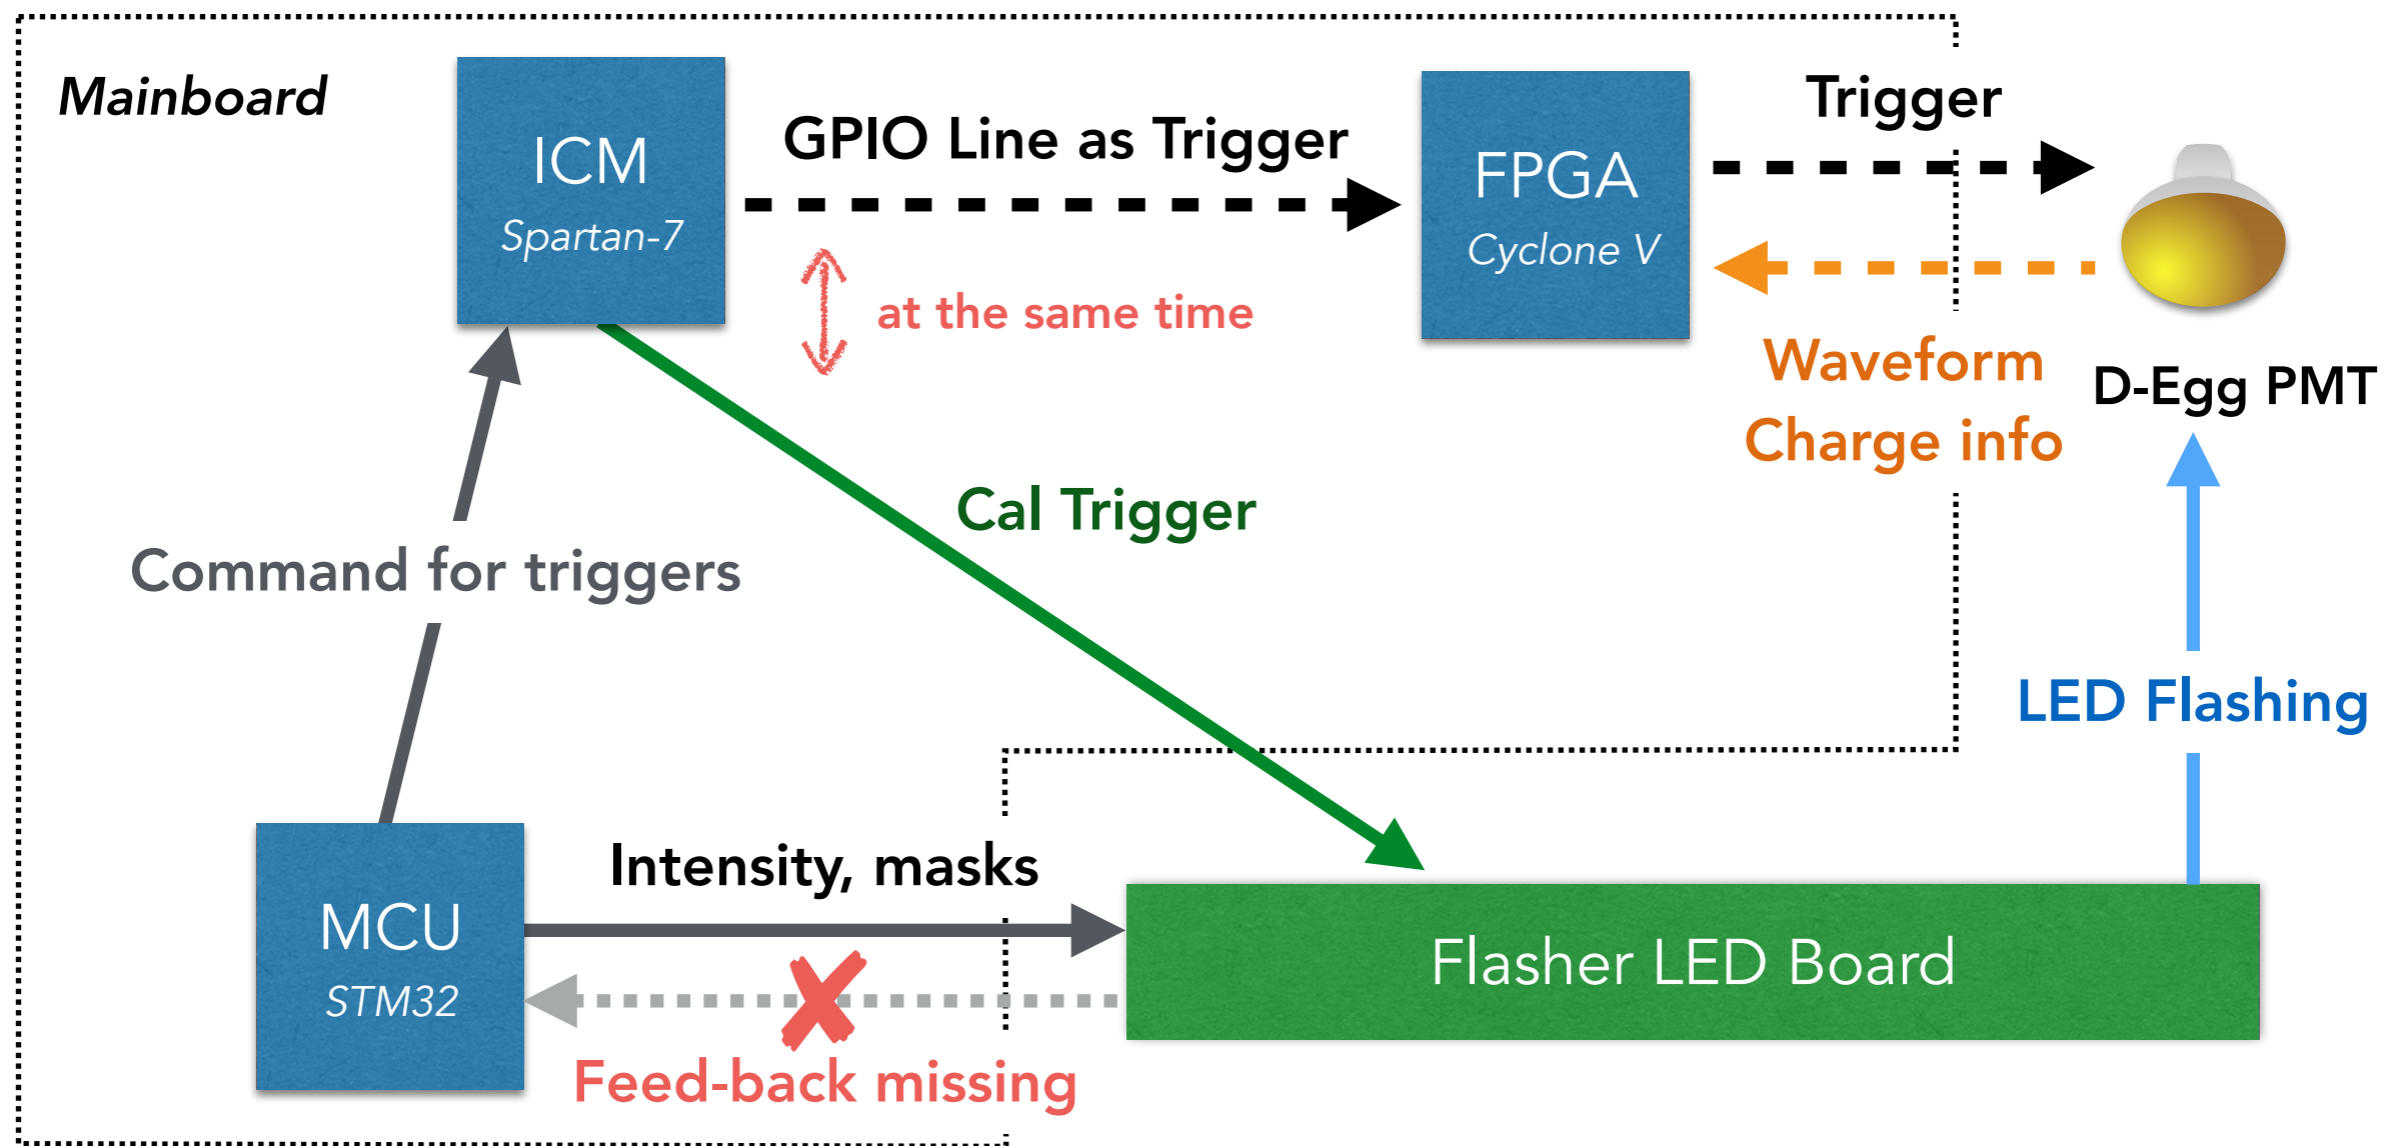 Mainboard
ICM
Spartan-7
GPIO Line as Trigger
at the same time
FPGA
Cyclone V
Trigger
Waveform
Charge info
D-Egg PMT
Cal Trigger
Command for triggers
LED Flashing
MCU
STM32
Intensity, masks
Feed-back missing
Flasher LED Board